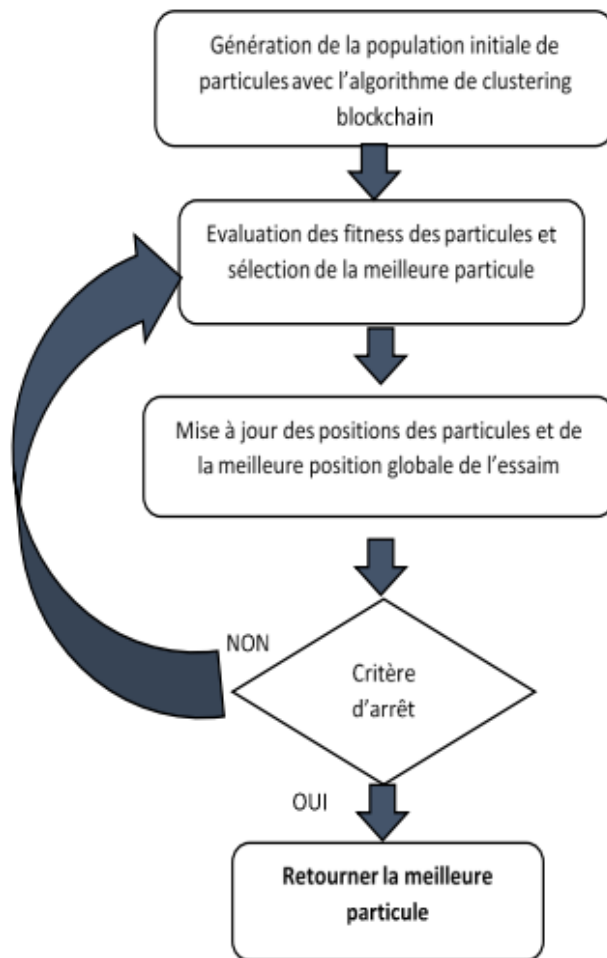 Génération de la population initiale de
particules avec l'algorithme de clustering
blockchain
Evaluation des fitness des particules et
sélection de la meilleure particule
Mise à jour des positions des particules et de
la meilleure position globale de l'essaim
NON
Critère
d'arrêt
OUI
Retourner la meilleure
particule